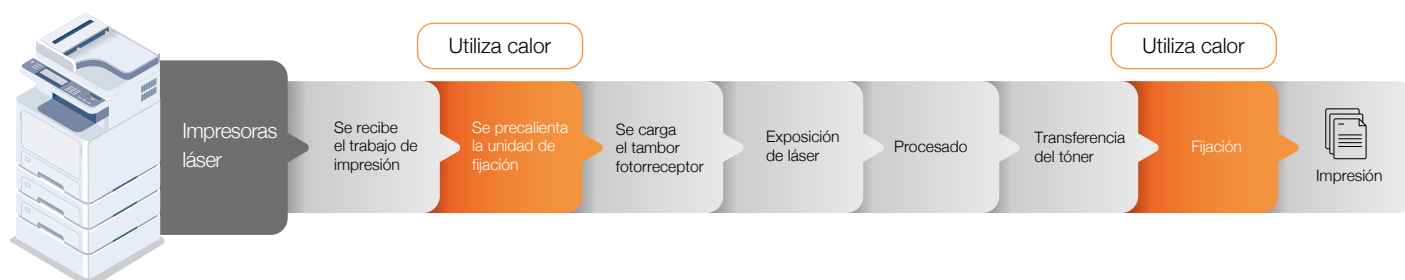 Utiliza calor
Utiliza calor
Impresoras
láser
Se recibe
el trabajo de
impresión
Se precalienta
la unidad de
fijación
Se carga
el tambor
fotorreceptor
Exposición
de láser
Procesado
Transferencia
del tóner
Fijación
Impresión